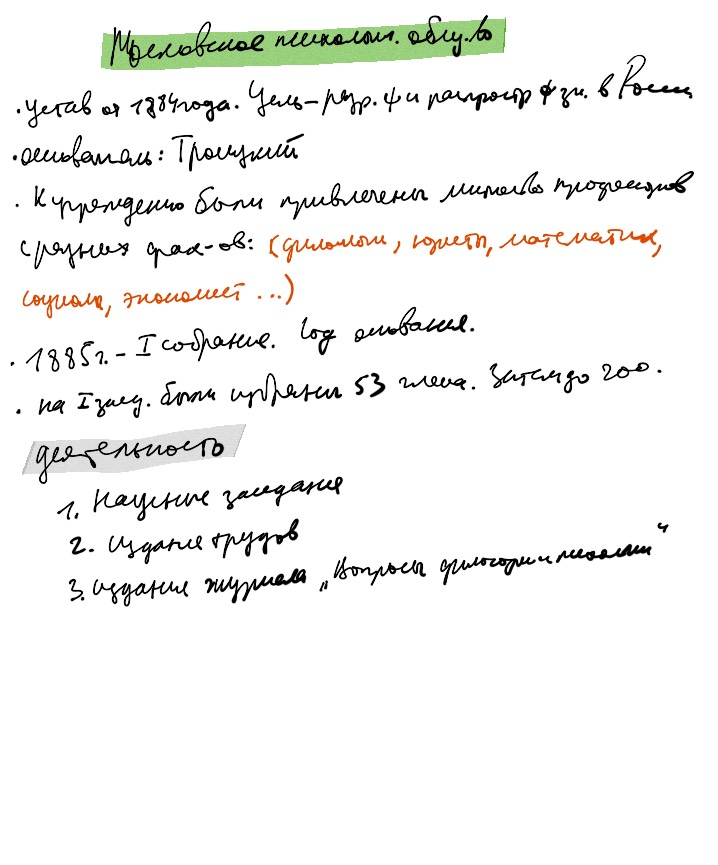 Московское психолог. общ.во
· Устав от 1884 года. Цель – разр. ψ и распростр ψ зн. в России
· основатель: Троицкий
· К учреждению были привлечены множество профессоров
с разных фак-ов: (филологи, юристы, математики,
социологи, экономист ...)
· 1885г. – I собрание. Год основания.
· на I засед. были избраны 53 члена. Затем до 200.
деятельность
1. Научные заседания
2. издание трудов
3. издание журнала „Вопросы философии и психологии“